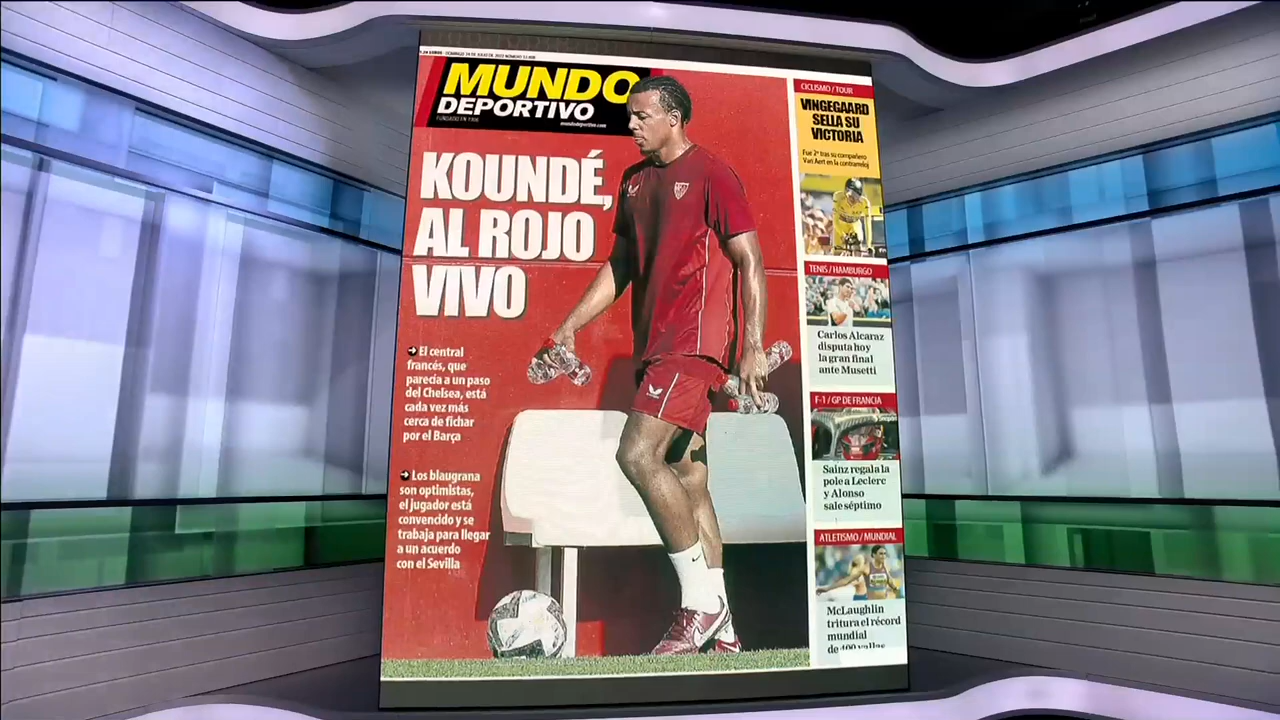 MUNDO
DEPORTIVO
FUNDADO EN 1906
mundodeportivo.com
KOUNDÉ,
AL ROJO
VIVO
El central
francés, que
parecía a un paso
del Chelsea, está
cada vez más
cerca de fichar
por el Barça
Los blaugrana
son optimistas,
el jugador está
convencido y se
trabaja para llegar
a un acuerdo
con el Sevilla
CICLISMO / TOUR
VINGEGAARD
SELLA SU
VICTORIA
Fue 2º tras su compañero
Van Aert en la contrarreloj
TENIS / HAMBURGO
Carlos Alcaraz
disputa hoy
la gran final
ante Musetti
F-1 / GP DE FRANCIA
Sainz regala la
pole a Leclerc
y Alonso
sale séptimo
ATLETISMO / MUNDIAL
McLaughlin
tritura el récord
mundial
de 400 vallas